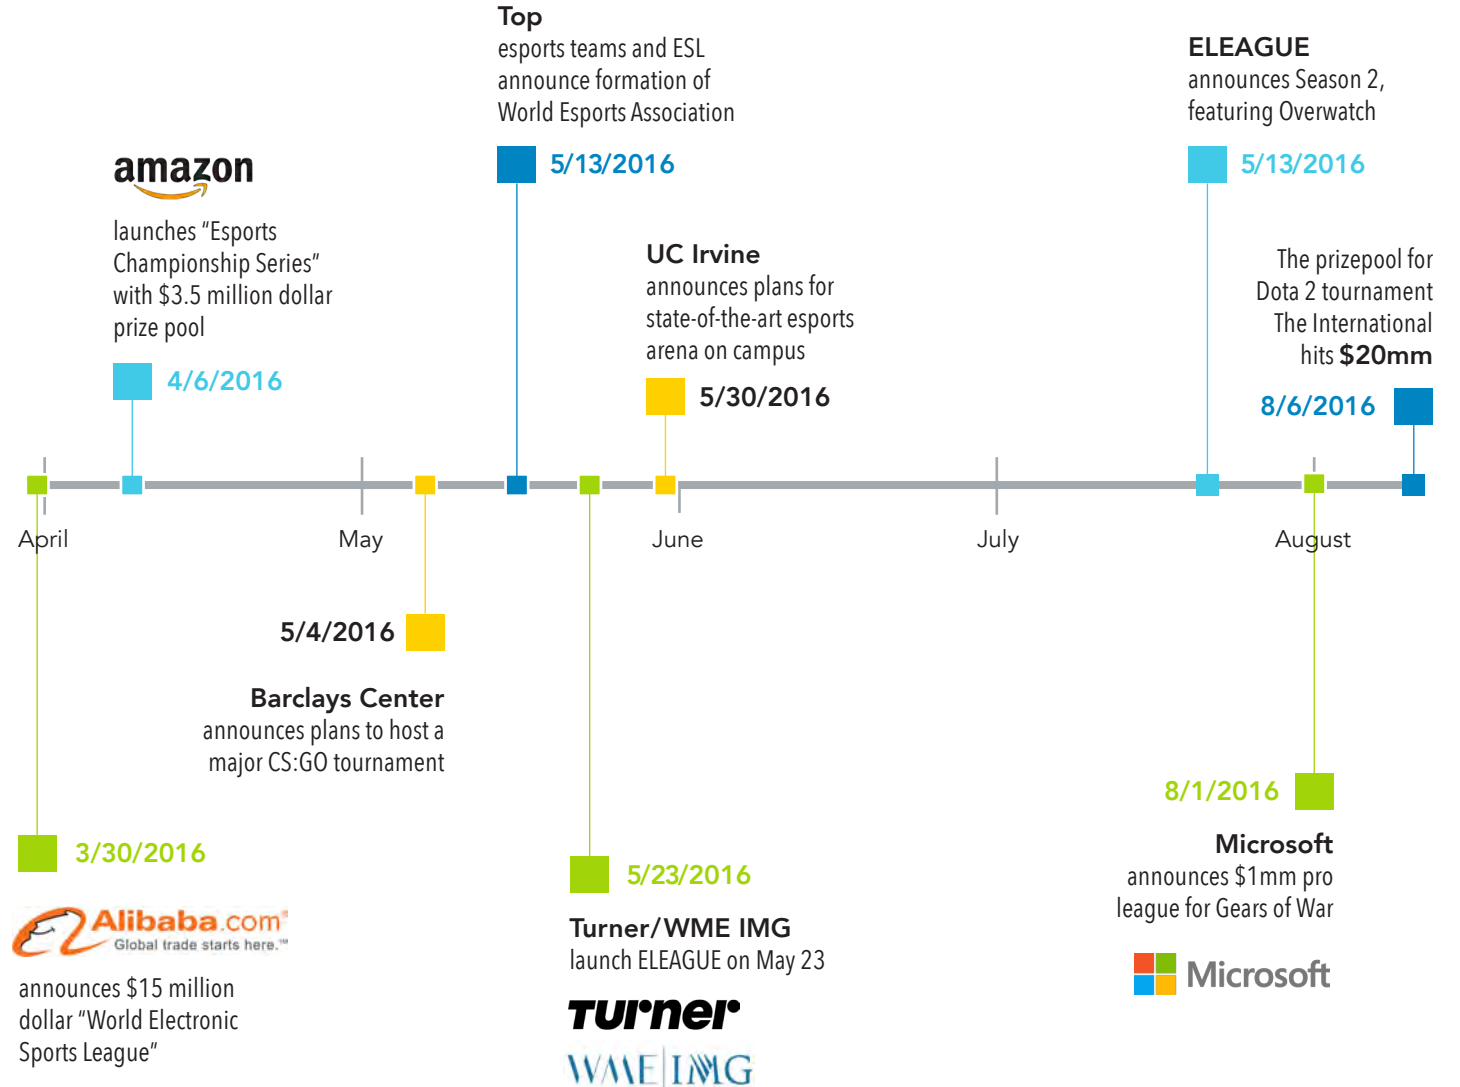 Top
esports teams and ESL
announce formation of
World Esports Association
5/13/2016
ELEAGUE
announces Season 2,
featuring Overwatch
5/13/2016
amazon
launches “Esports
Championship Series”
with $3.5 million dollar
prize pool
4/6/2016
UC Irvine
announces plans for
state-of-the-art esports
arena on campus
5/30/2016
The prizepool for
Dota 2 tournament
The International
hits $20mm
8/6/2016
April
May
June
July
August
5/4/2016
Barclays Center
announces plans to host a
major CS:GO tournament
3/30/2016
Alibaba.com®
Global trade starts here.™
announces $15 million
dollar “World Electronic
Sports League”
5/23/2016
Turner/WME IMG
launch ELEAGUE on May 23
Turner
WME|IMG
8/1/2016
Microsoft
announces $1mm pro
league for Gears of War
Microsoft